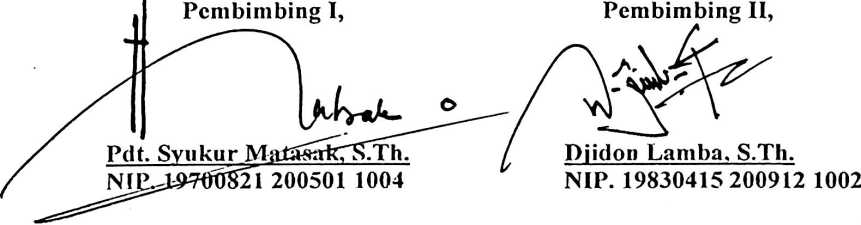 Pembimbing I,
Pdt. Syukur Matasak, S.Th.
NIP. 19700821 200501 1004
Pembimbing II,
Djidon Lamba, S.Th.
NIP. 19830415 200912 1002